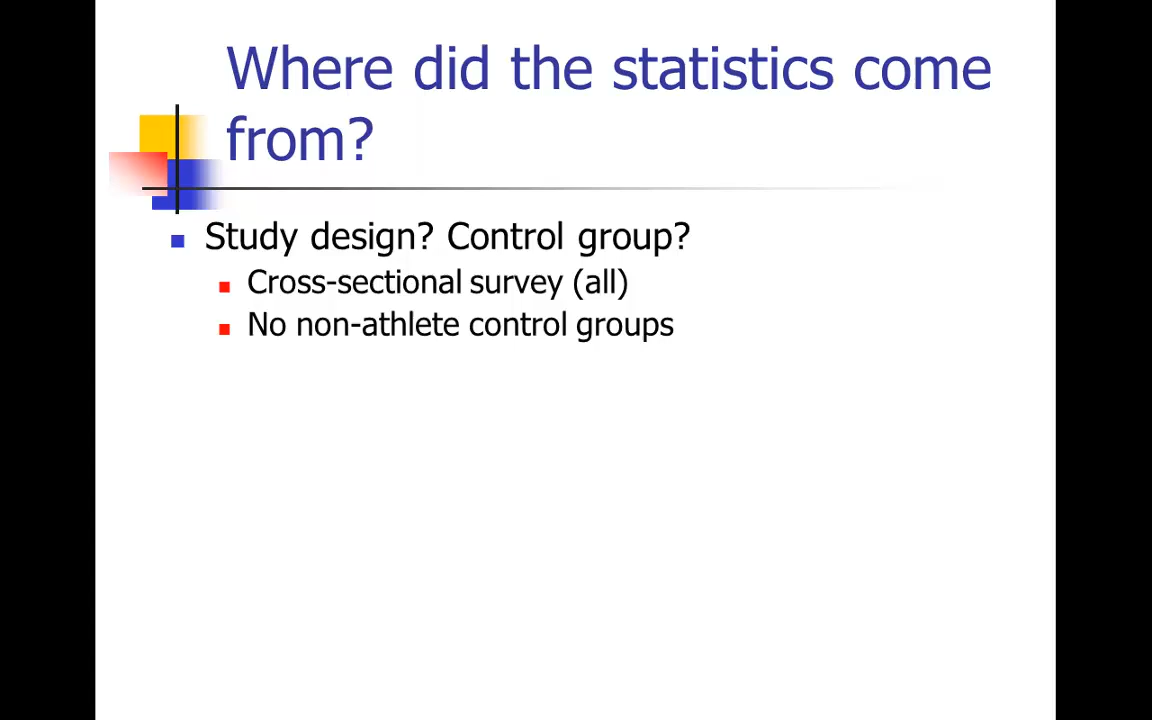 Where did the statistics come
from?
Study design? Control group?
Cross-sectional survey (all)
No non-athlete control groups